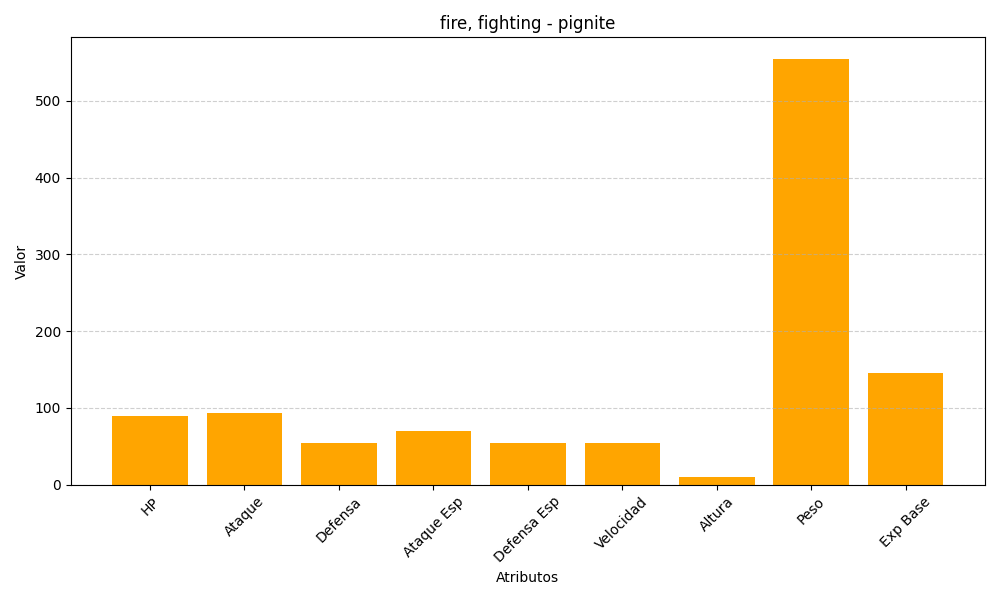 fire, fighting - pignite
Valor
500
400
300
200
100
0
HP
Ataque
Defensa
Ataque Esp
Defensa Esp
Velocidad
Altura
Peso
Exp Base
Atributos